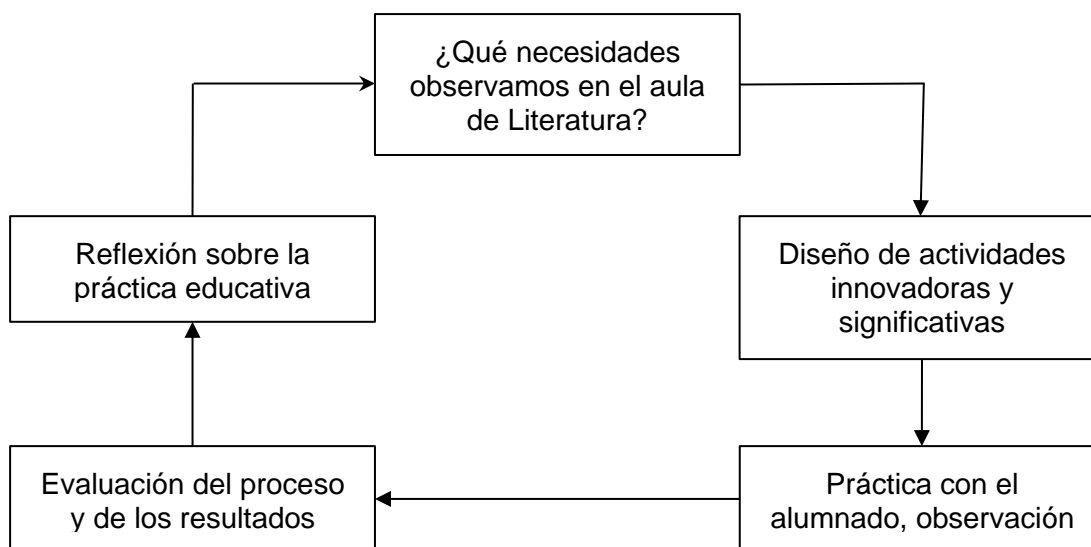 ¿Qué necesidades
observamos en el aula
de Literatura?
Reflexión sobre la
práctica educativa
Diseño de actividades
innovadoras y
significativas
Evaluación del proceso
y de los resultados
Práctica con el
alumnado, observación